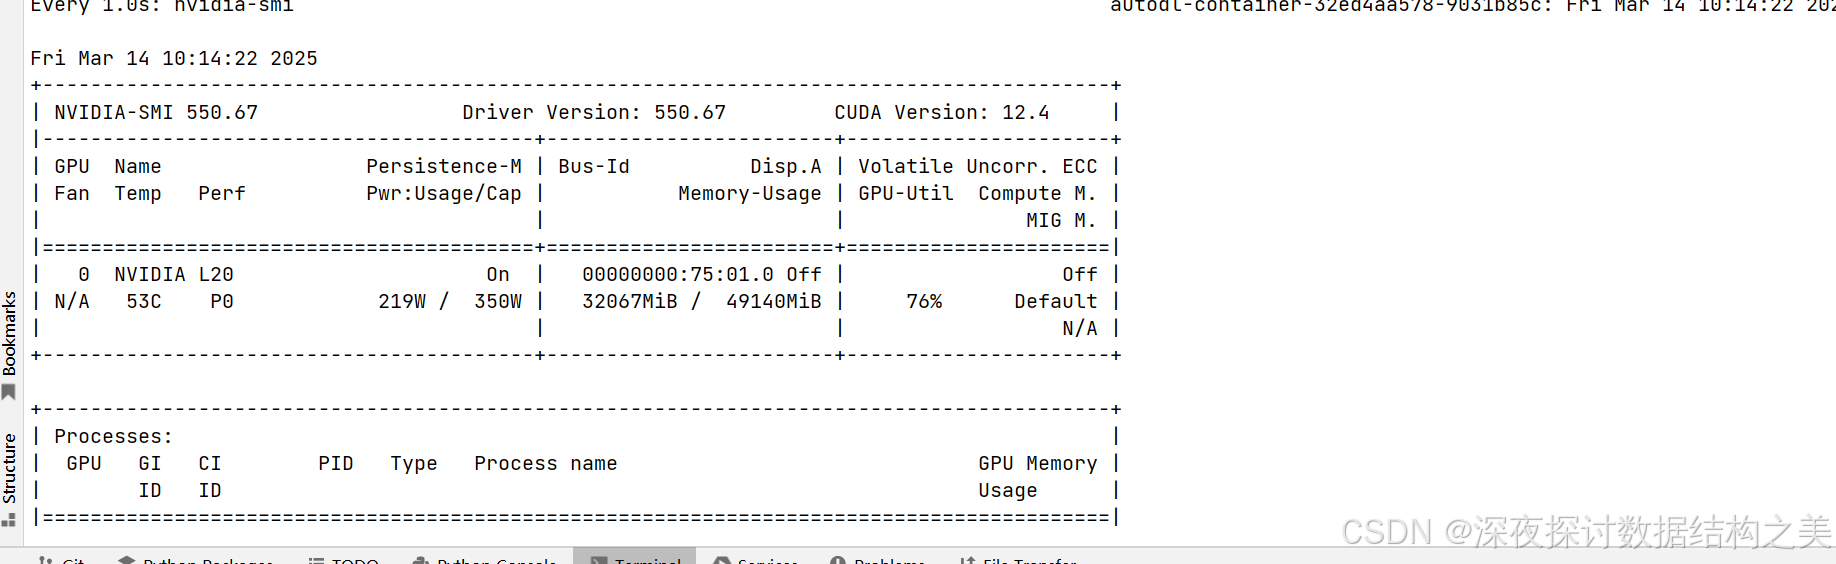 Every 1.0s: nvidia-smi autodl-container-32ed4aa578-9031b85c: Fri Mar 14 10:14:22 202
Fri Mar 14 10:14:22 2025
+-----------------------------------------------------------------------------------------+
| NVIDIA-SMI 550.67                 Driver Version: 550.67         CUDA Version: 12.4     |
|-----------------------------------------+------------------------+----------------------+
| GPU  Name                 Persistence-M | Bus-Id          Disp.A | Volatile Uncorr. ECC |
| Fan  Temp   Perf          Pwr:Usage/Cap |           Memory-Usage | GPU-Util  Compute M. |
|                                         |                        |               MIG M. |
|=========================================+========================+======================|
|   0  NVIDIA L20                     On  |   00000000:75:01.0 Off |                  Off |
| N/A   53C    P0            219W /  350W |   32067MiB /  49140MiB |     76%      Default |
|                                         |                        |                  N/A |
+-----------------------------------------+------------------------+----------------------+
+-----------------------------------------------------------------------------------------+
| Processes:                                                                              |
|  GPU   GI   CI        PID   Type   Process name                              GPU Memory |
|        ID   ID                                                               Usage      |
|=========================================================================================|
Bookmarks
Structure
Git Python Packages TODO Python Console Terminal Services Problems File Transfer
CSDN @深夜探讨数据结构之美